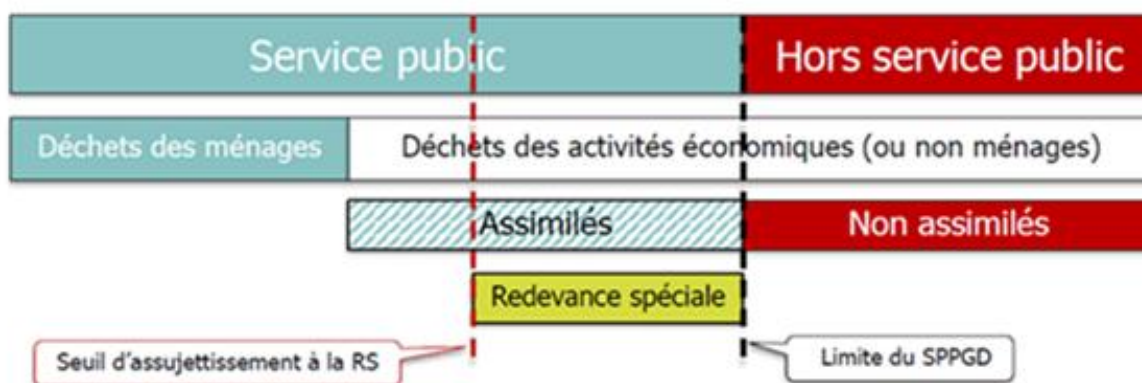 Service public
Hors service public
Déchets des ménages
Déchets des activités économiques (ou non ménages)
Assimilés
Non assimilés
Redevance spéciale
Seuil d'assujettissement à la RS
Limite du SPPGD